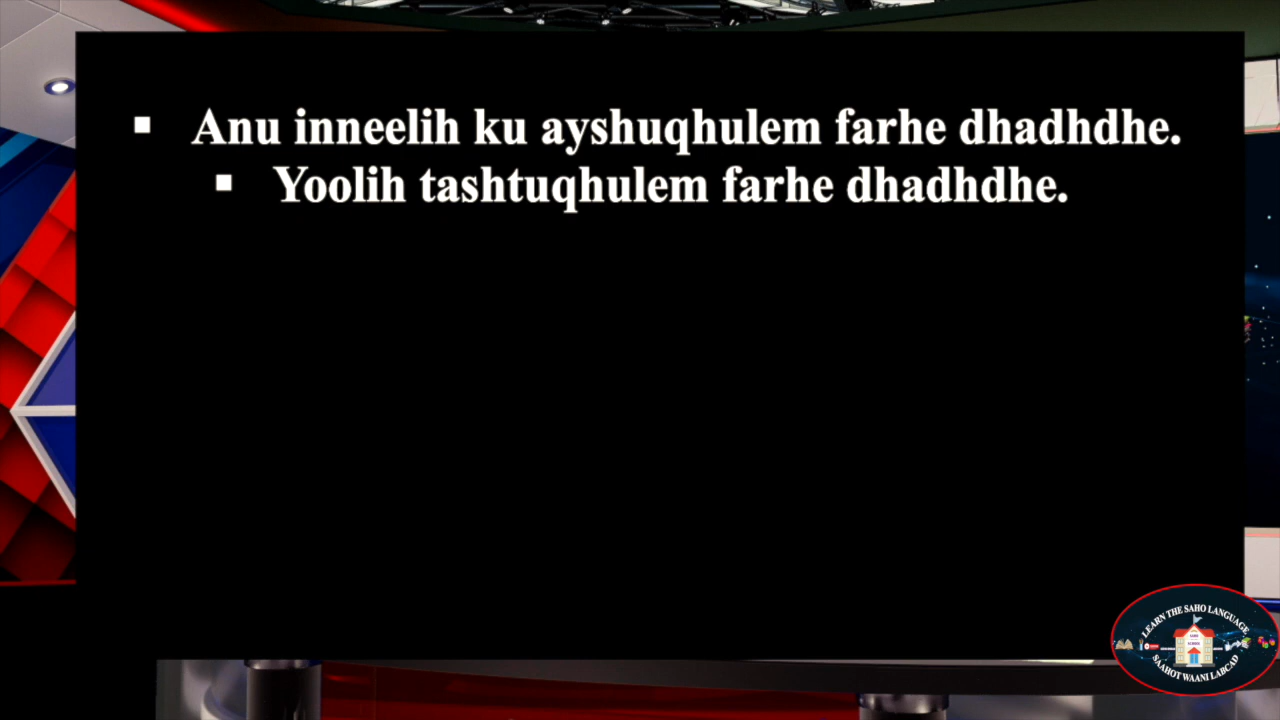 ▪ Anu inneelih ku ayshuqhulem farhe dhadhdhe.
▪ Yoolih tashtuqhulem farhe dhadhdhe.
LEARN THE SAHO LANGUAGE
SAAHOT WAANI LABCAD